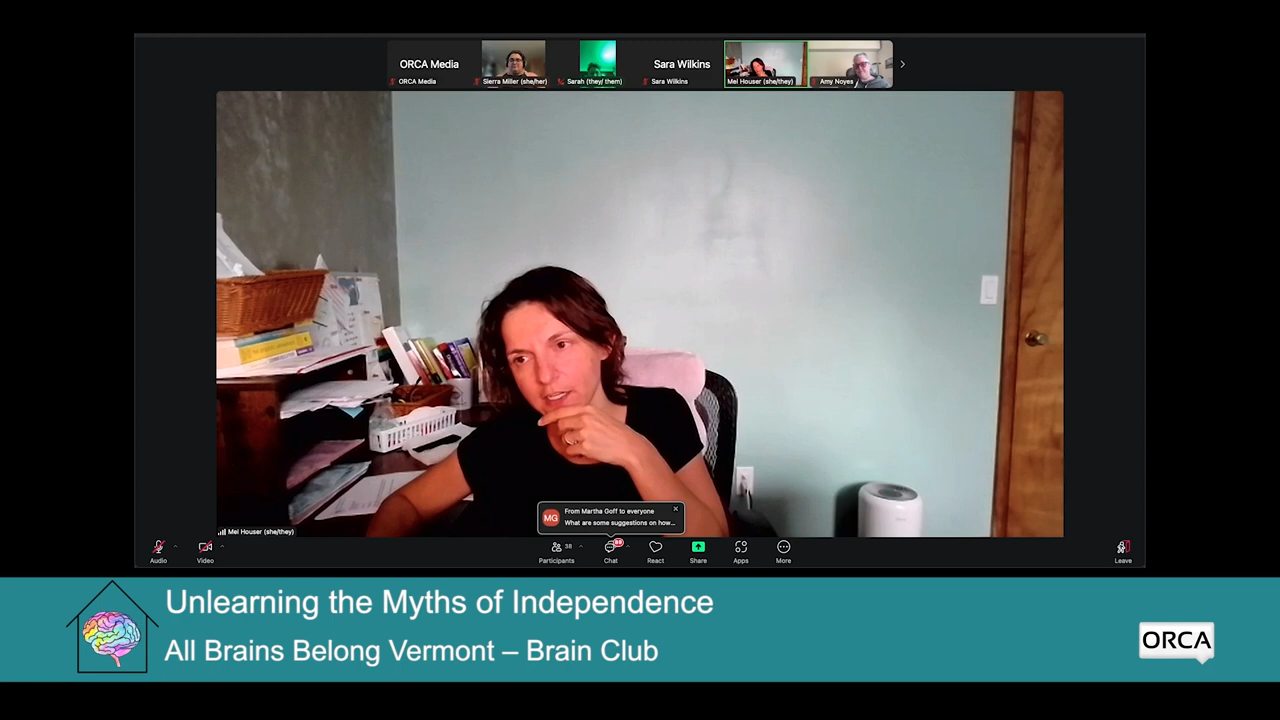 ORCA Media
Sara Wilkins
ORCA Media
Sierra Miller (she/her)
Sarah (they/ them)
Sara Wilkins
Mel Houser (she/they)
Amy Noyes
Mel Houser (she/they)
MG
From Martha Goff to everyone
What are some suggestions on how...
Audio
Video
38
Participants
Chat
React
Share
Apps
More
Leave
Unlearning the Myths of Independence
All Brains Belong Vermont – Brain Club
ORCA